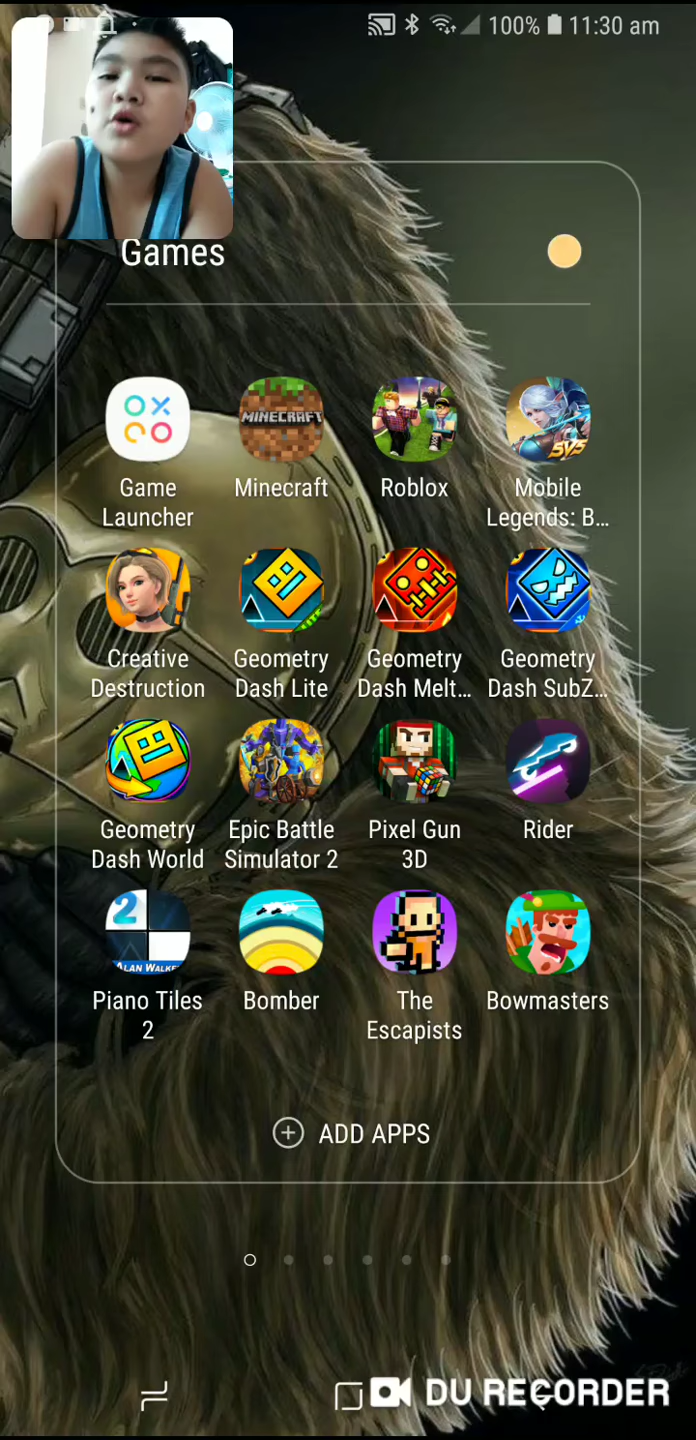 100% 11:30 am
Games
MINECRAFT
5V5
Game Launcher
Minecraft
Roblox
Mobile Legends: B...
LITE
Creative Destruction
Geometry Dash Lite
Geometry Dash Melt...
Geometry Dash SubZ...
Geometry Dash World
Epic Battle Simulator 2
Pixel Gun 3D
Rider
2
ALAN WALKE
Piano Tiles 2
Bomber
The Escapists
Bowmasters
ADD APPS
DU RECORDER